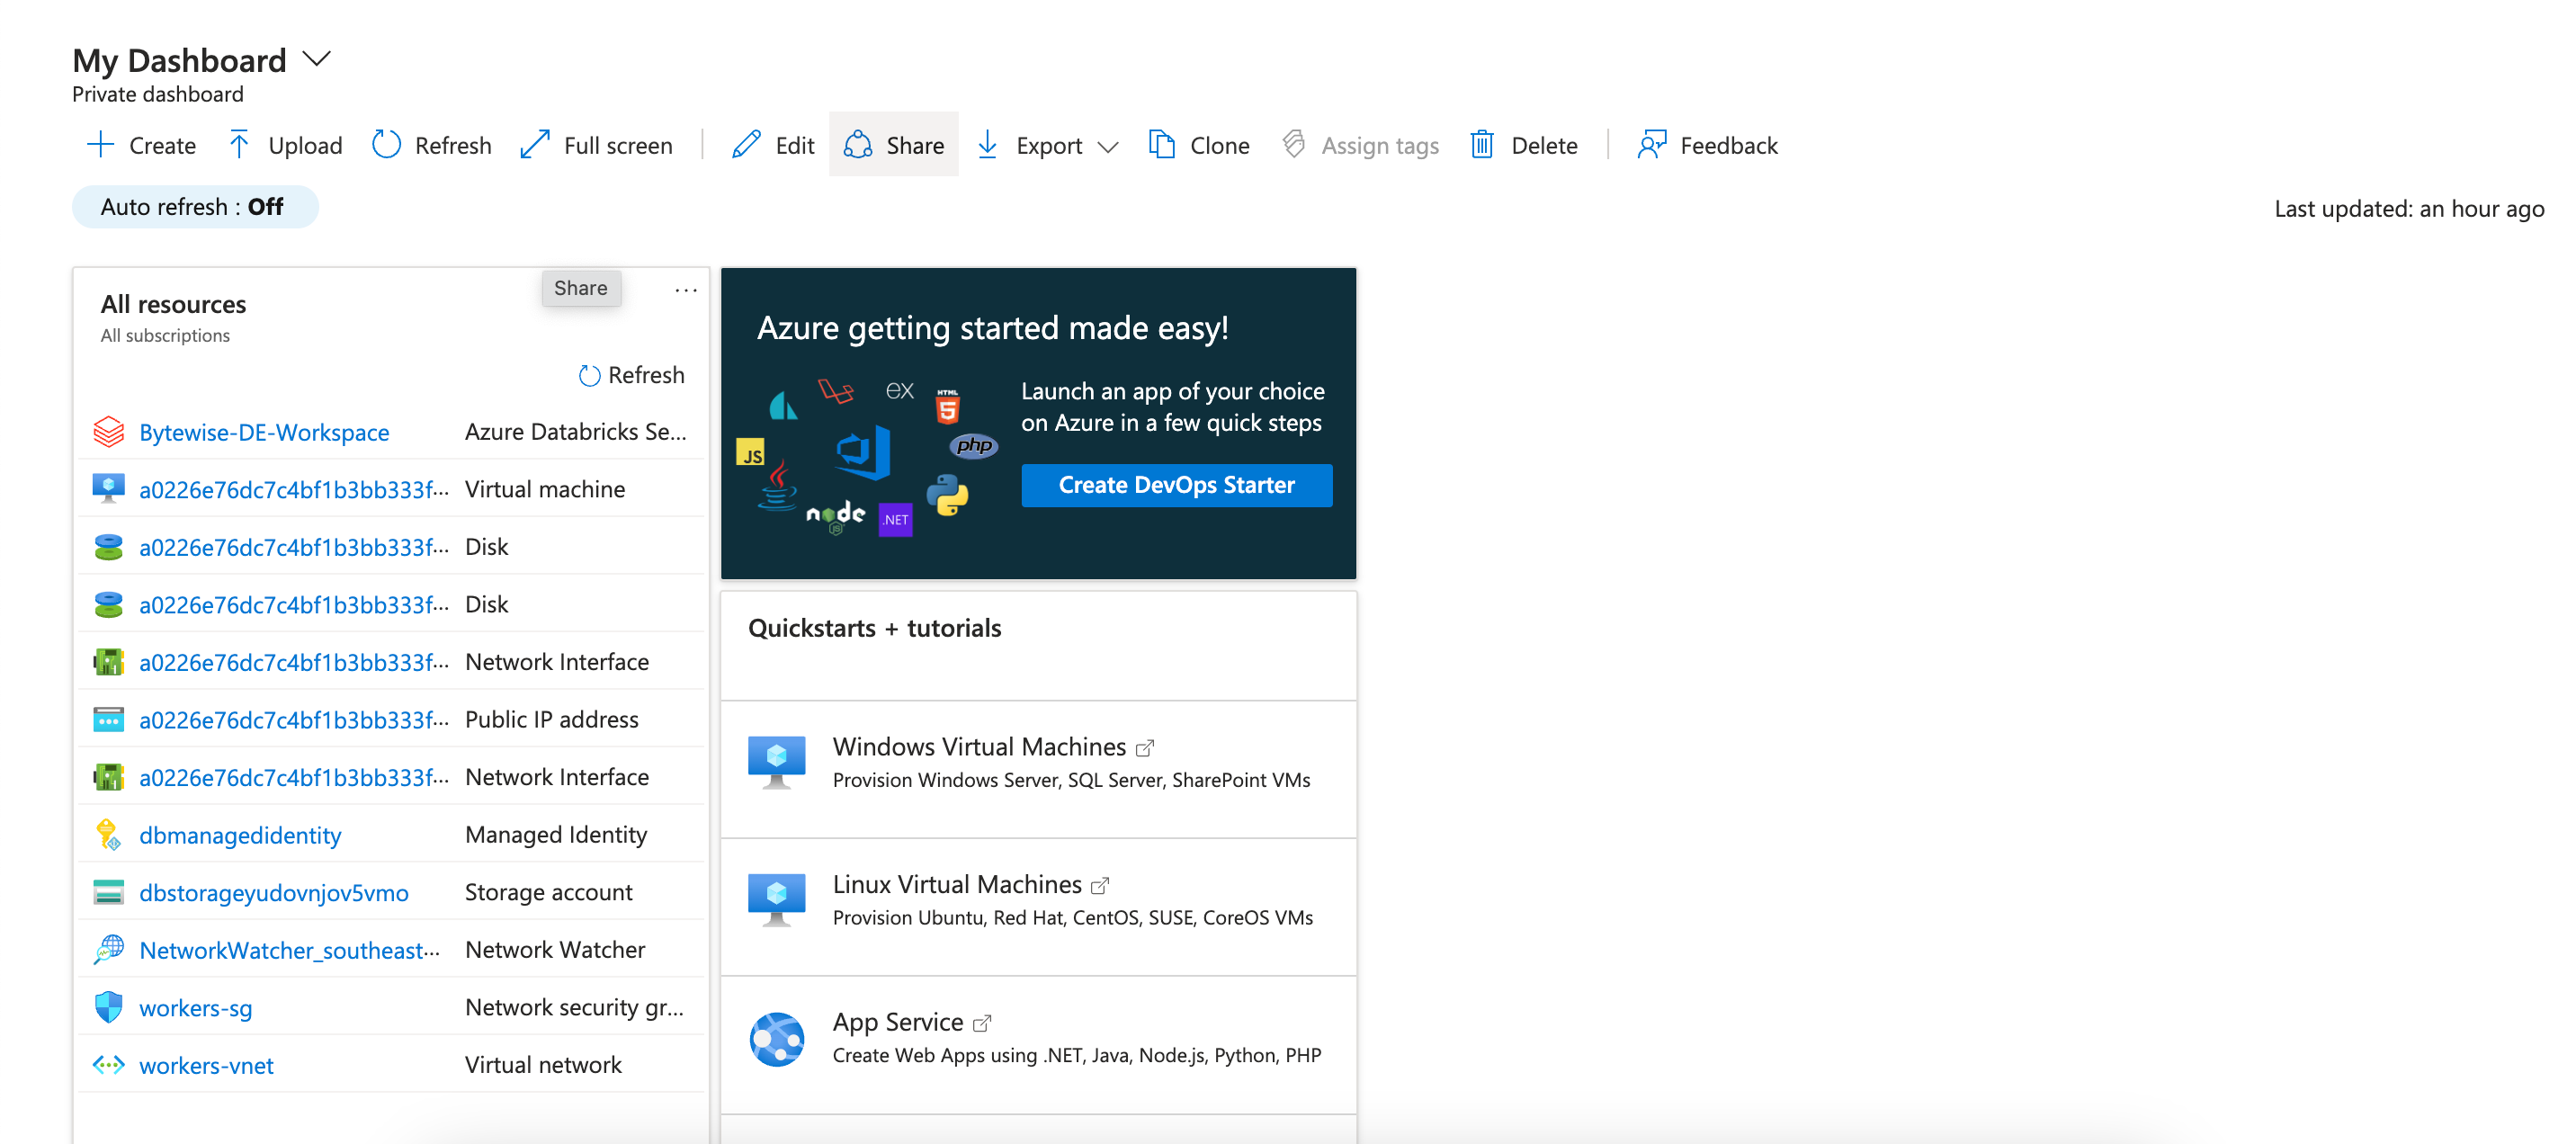 My Dashboard
Private dashboard
Create Upload Refresh Full screen Edit Share Export Clone Assign tags Delete Feedback
Auto refresh : Off
Last updated: an hour ago
All resources
Share
...
All subscriptions
Refresh
Bytewise-DE-Workspace Azure Databricks Se...
a0226e76dc7c4bf1b3bb333f... Virtual machine
a0226e76dc7c4bf1b3bb333f... Disk
a0226e76dc7c4bf1b3bb333f... Disk
a0226e76dc7c4bf1b3bb333f... Network Interface
a0226e76dc7c4bf1b3bb333f... Public IP address
a0226e76dc7c4bf1b3bb333f... Network Interface
dbmanagedidentity Managed Identity
dbstorageyudovnjov5vmo Storage account
NetworkWatcher_southeast... Network Watcher
workers-sg Network security gr...
workers-vnet Virtual network
Azure getting started made easy!
ex
HTML
5
JS
php
node
JS
.NET
Launch an app of your choice
on Azure in a few quick steps
Create DevOps Starter
Quickstarts + tutorials
Windows Virtual Machines
Provision Windows Server, SQL Server, SharePoint VMs
Linux Virtual Machines
Provision Ubuntu, Red Hat, CentOS, SUSE, CoreOS VMs
App Service
Create Web Apps using .NET, Java, Node.js, Python, PHP